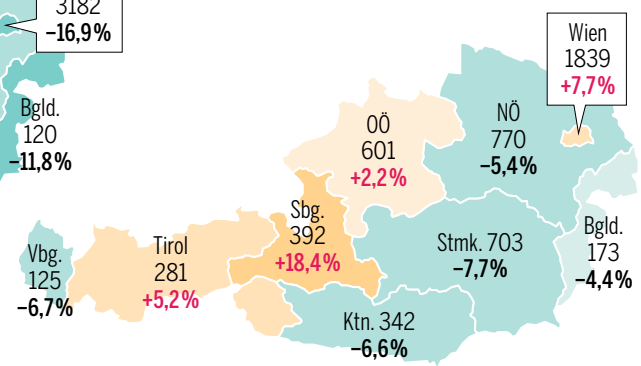 3182
–16,9%
Bgld.
120
–11,8%
Wien
1839
+7,7%
OÖ
601
+2,2%
NÖ
770
–5,4%
Sbg.
392
+18,4%
Tirol
281
+5,2%
Vbg.
125
–6,7%
Stmk. 703
–7,7%
Bgld.
173
–4,4%
Ktn. 342
–6,6%